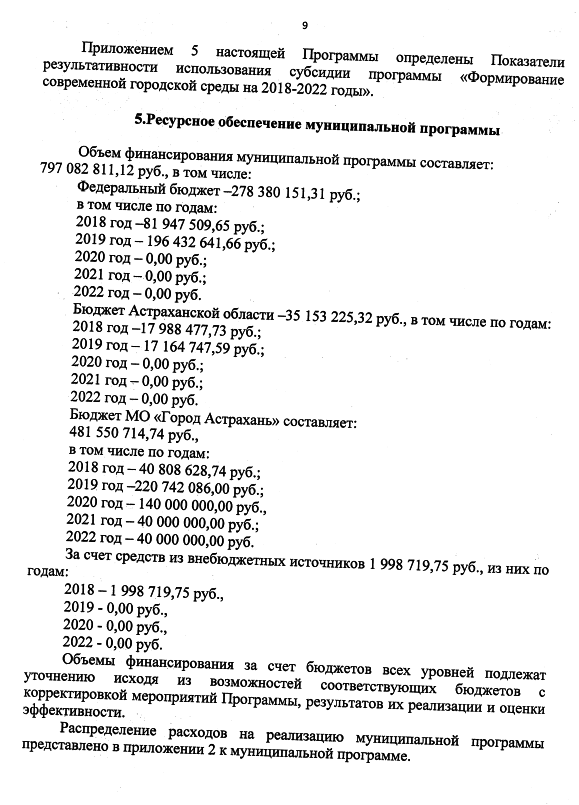 9
Приложением 5 настоящей Программы определены Показатели
результативности использования субсидии программы «Формирование
современной городской среды на 2018-2022 годы».
5.Ресурсное обеспечение муниципальной программы
Объем финансирования муниципальной программы составляет:
797 082 811,12 руб., в том числе:
Федеральный бюджет –278 380 151,31 руб.;
в том числе по годам:
2018 год –81 947 509,65 руб.;
2019 год – 196 432 641,66 руб.;
2020 год – 0,00 руб.;
2021 год – 0,00 руб.;
2022 год – 0,00 руб.
Бюджет Астраханской области –35 153 225,32 руб., в том числе по годам:
2018 год –17 988 477,73 руб.;
2019 год – 17 164 747,59 руб.;
2020 год – 0,00 руб.;
2021 год – 0,00 руб.;
2022 год – 0,00 руб.
Бюджет МО «Город Астрахань» составляет:
481 550 714,74 руб.,
в том числе по годам:
2018 год – 40 808 628,74 руб.;
2019 год –220 742 086,00 руб.;
2020 год – 140 000 000,00 руб.,
2021 год – 40 000 000,00 руб.;
2022 год – 40 000 000,00 руб.
За счет средств из внебюджетных источников 1 998 719,75 руб., из них по
годам:
2018 – 1 998 719,75 руб.,
2019 - 0,00 руб.,
2020 - 0,00 руб.,
2022 - 0,00 руб.
Объемы финансирования за счет бюджетов всех уровней подлежат
уточнению исходя из возможностей соответствующих бюджетов с
корректировкой мероприятий Программы, результатов их реализации и оценки
эффективности.
Распределение расходов на реализацию муниципальной программы
представлено в приложении 2 к муниципальной программе.